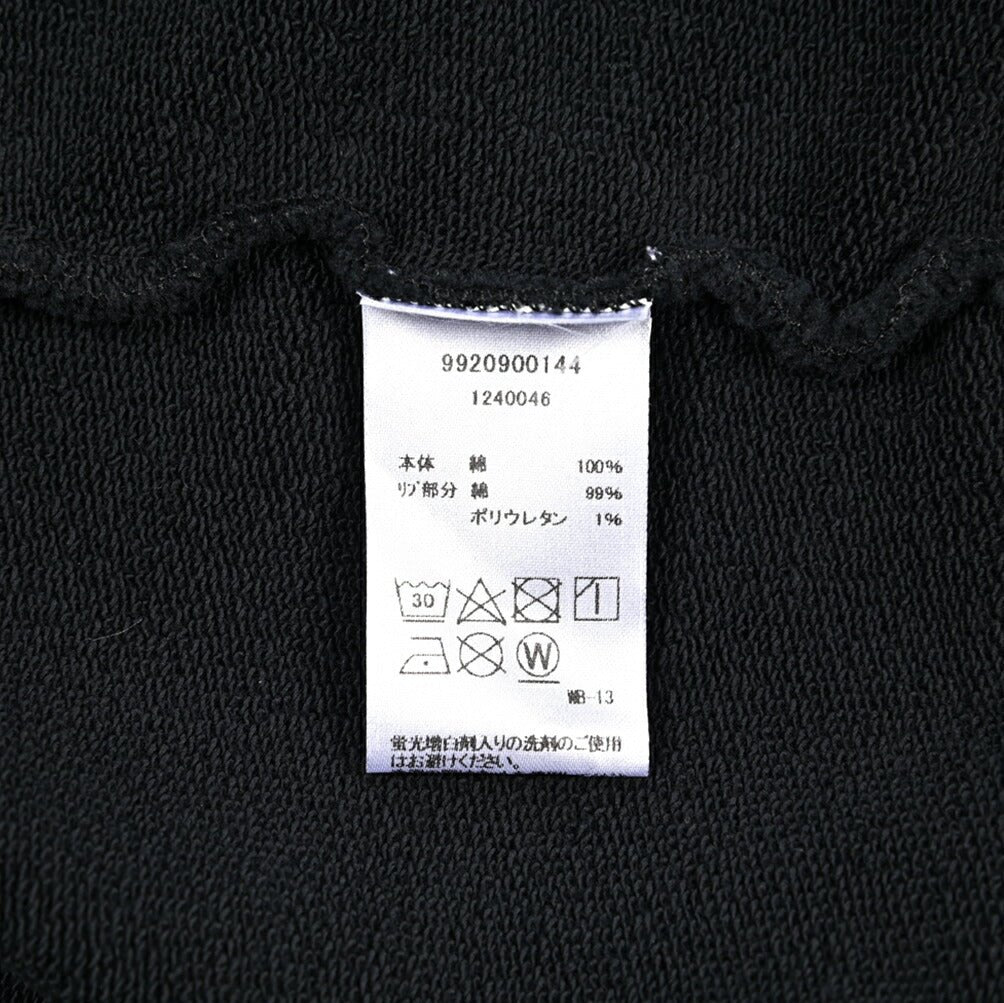 9920900144
1240046
本体 綿 100%
ﾘﾌﾞ部分 綿 99%
ポリウレタン 1%
30
W
WB-13
蛍光増白剤入りの洗剤のご使用
はお避けください。